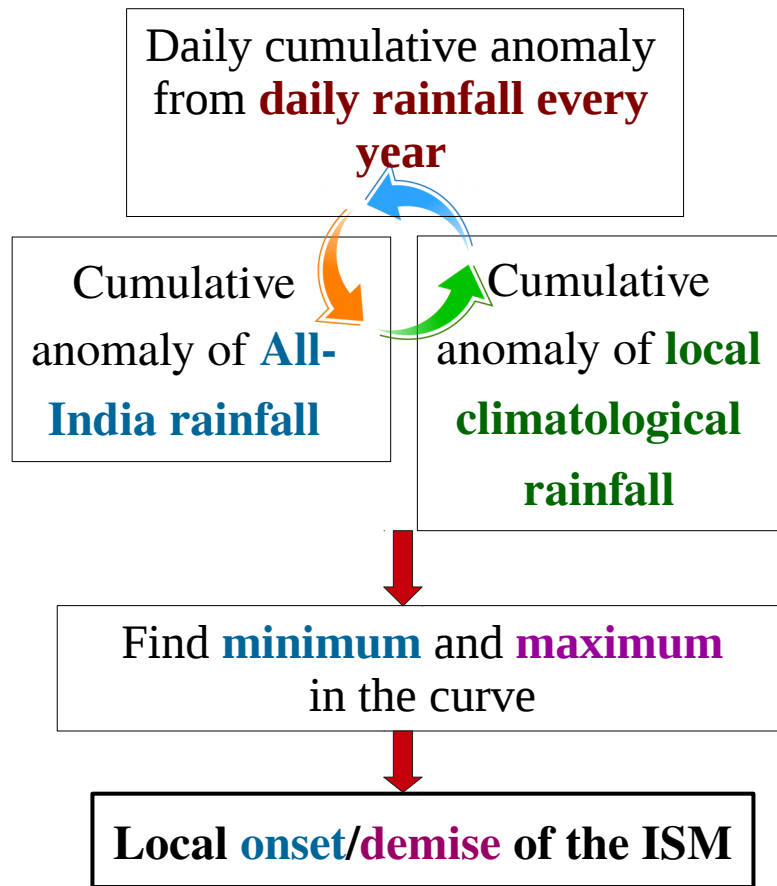 Daily cumulative anomaly
from daily rainfall every
year
Cumulative
anomaly of All-
India rainfall
Cumulative
anomaly of local
climatological
rainfall
Find minimum and maximum
in the curve
Local onset/demise of the ISM